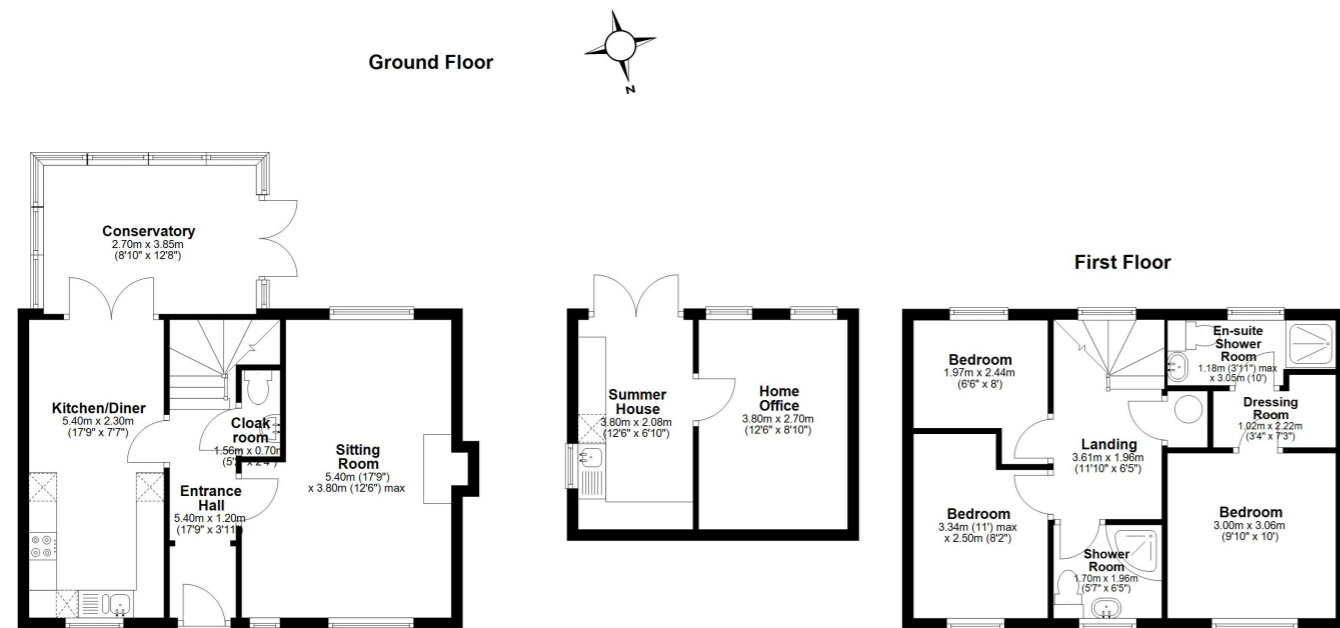 Ground Floor
N
Conservatory
2.70m x 3.85m
(8'10" x 12'8")
Kitchen/Diner
5.40m x 2.30m
(17'9" x 7'7")
Cloak
room
1.56m x 0.70m
Entrance
Hall
5.40m x 1.20m
(17'9" x 3'11")
Sitting
Room
5.40m (17'9")
x 3.80m (12'6") max
Summer
House
3.80m x 2.08m
(12'6" x 6'10")
Home
Office
3.80m x 2.70m
(12'6" x 8'10")
First Floor
Bedroom
1.97m x 2.44m
(6'6" x 8')
En-suite
Shower
Room
1.18m (3'11") max
x 3.05m (10')
Dressing
Room
1.02m x 2.22m
(3'4" x 7'3")
Landing
3.61m x 1.96m
(11'10" x 6'5")
Bedroom
3.34m (11') max
x 2.50m (8'2")
Shower
Room
1.70m x 1.96m
(5'7" x 6'5")
Bedroom
3.00m x 3.06m
(9'10" x 10')